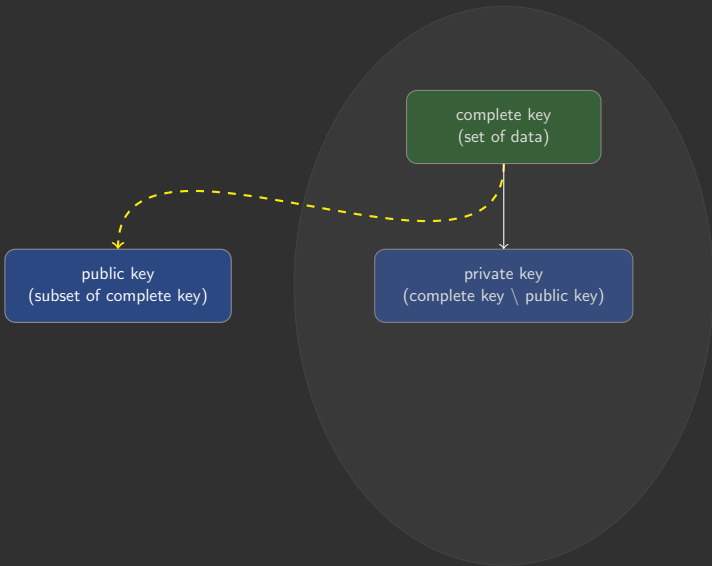 complete key
(set of data)
public key
(subset of complete key)
private key
(complete key \ public key)